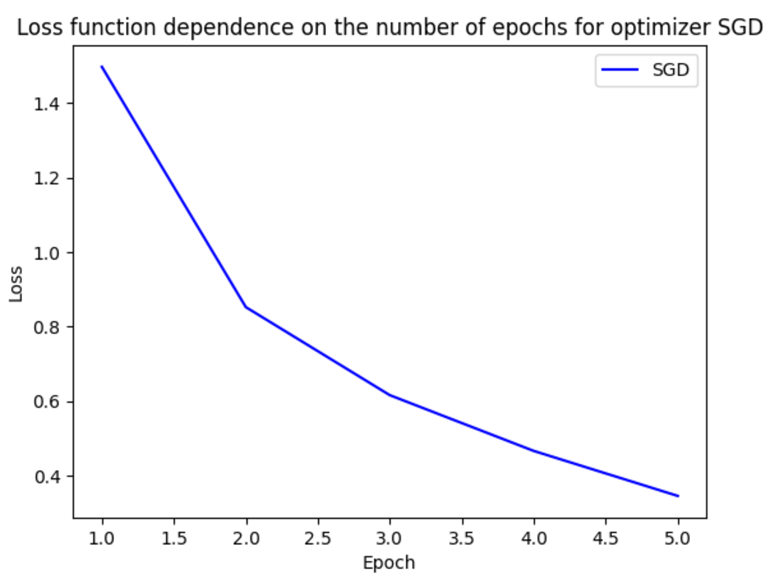 Loss function dependence on the number of epochs for optimizer SGD
SGD
1.4
1.2
1.0
0.8
0.6
0.4
Loss
1.0 1.5 2.0 2.5 3.0 3.5 4.0 4.5 5.0
Epoch